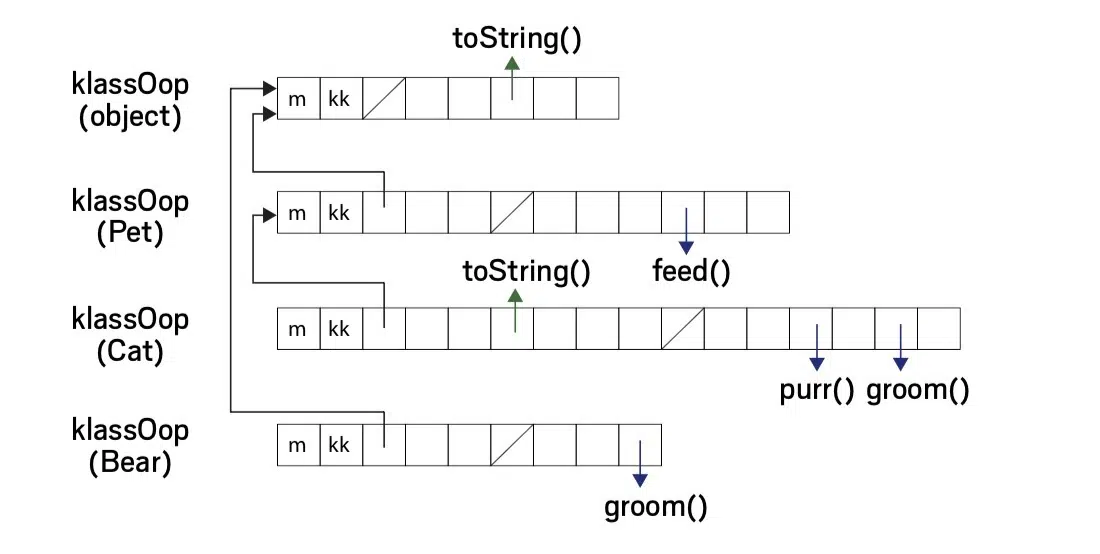 toString()
klassOop
(object)
m
kk
klassOop
(Pet)
m
kk
feed()
toString()
klassOop
(Cat)
m
kk
purr()
groom()
klassOop
(Bear)
m
kk
groom()